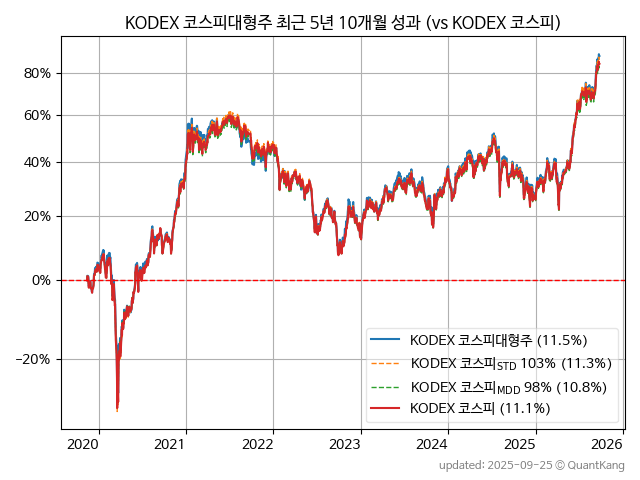 KODEX 코스피대형주 최근 5년 10개월 성과 (vs KODEX 코스피)
80%
60%
40%
20%
0%
−20%
KODEX 코스피대형주 (11.5%)
KODEX 코스피STD 103% (11.3%)
KODEX 코스피MDD 98% (10.8%)
KODEX 코스피 (11.1%)
2020 2021 2022 2023 2024 2025 2026
updated: 2025-09-25 © QuantKang